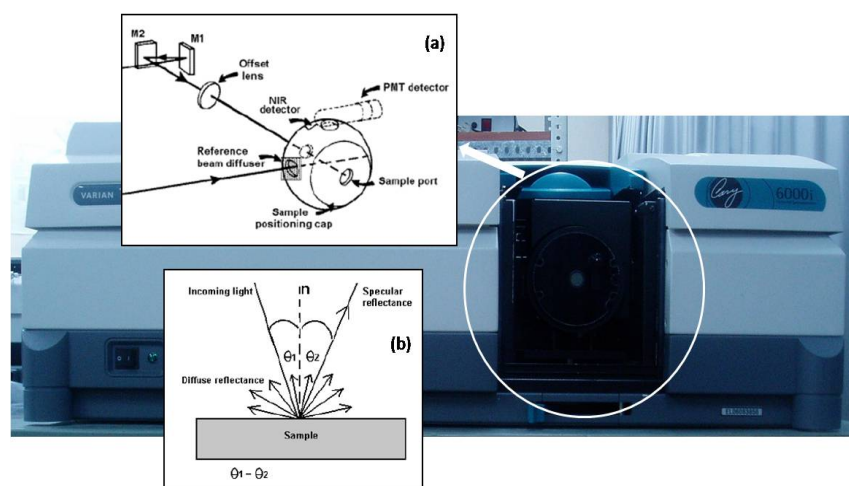 (a)
M2
M1
Offset
lens
NIR
detector
PMT detector
Reference
beam diffuser
Sample port
Sample
positioning cap
VARIAN
Cary
6000i
Incoming light
n
Specular
reflectance
(b)
θ1 θ2
Diffuse reflectance
Sample
θ1 – θ2